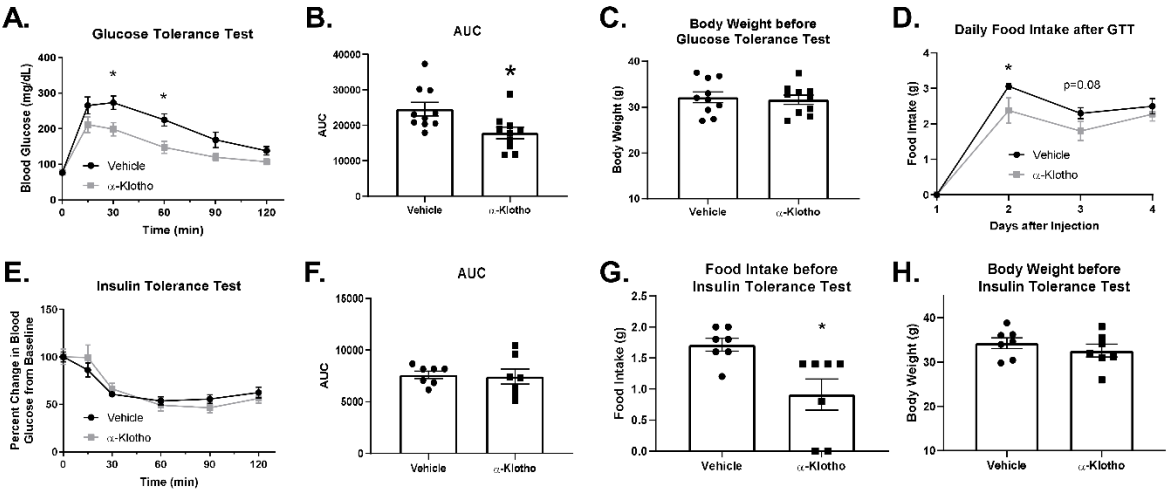 A.
Glucose Tolerance Test
Blood Glucose (mg/dL)
400
300
200
100
0
*
*
Vehicle
α-Klotho
0
30
60
90
120
Time (min)
B.
AUC
AUC
40000
30000
20000
10000
*
Vehicle
α-Klotho
C.
Body Weight before
Glucose Tolerance Test
Body Weight (g)
40
30
20
10
Vehicle
α-Klotho
D.
Daily Food Intake after GTT
Food Intake (g)
4
3
2
1
0
*
p=0.08
Vehicle
α-Klotho
1
2
3
4
Days after Injection
E.
Insulin Tolerance Test
Percent Change in Blood
Glucose from Baseline
150
100
50
0
Vehicle
α-Klotho
0
30
60
90
120
Time (min)
F.
AUC
AUC
15000
10000
5000
0
Vehicle
α-Klotho
G.
Food Intake before
Insulin Tolerance Test
Food Intake (g)
2.5
2.0
1.5
1.0
0.5
0.0
*
Vehicle
α-Klotho
H.
Body Weight before
Insulin Tolerance Test
Body Weight (g)
40
30
20
10
Vehicle
α-Klotho